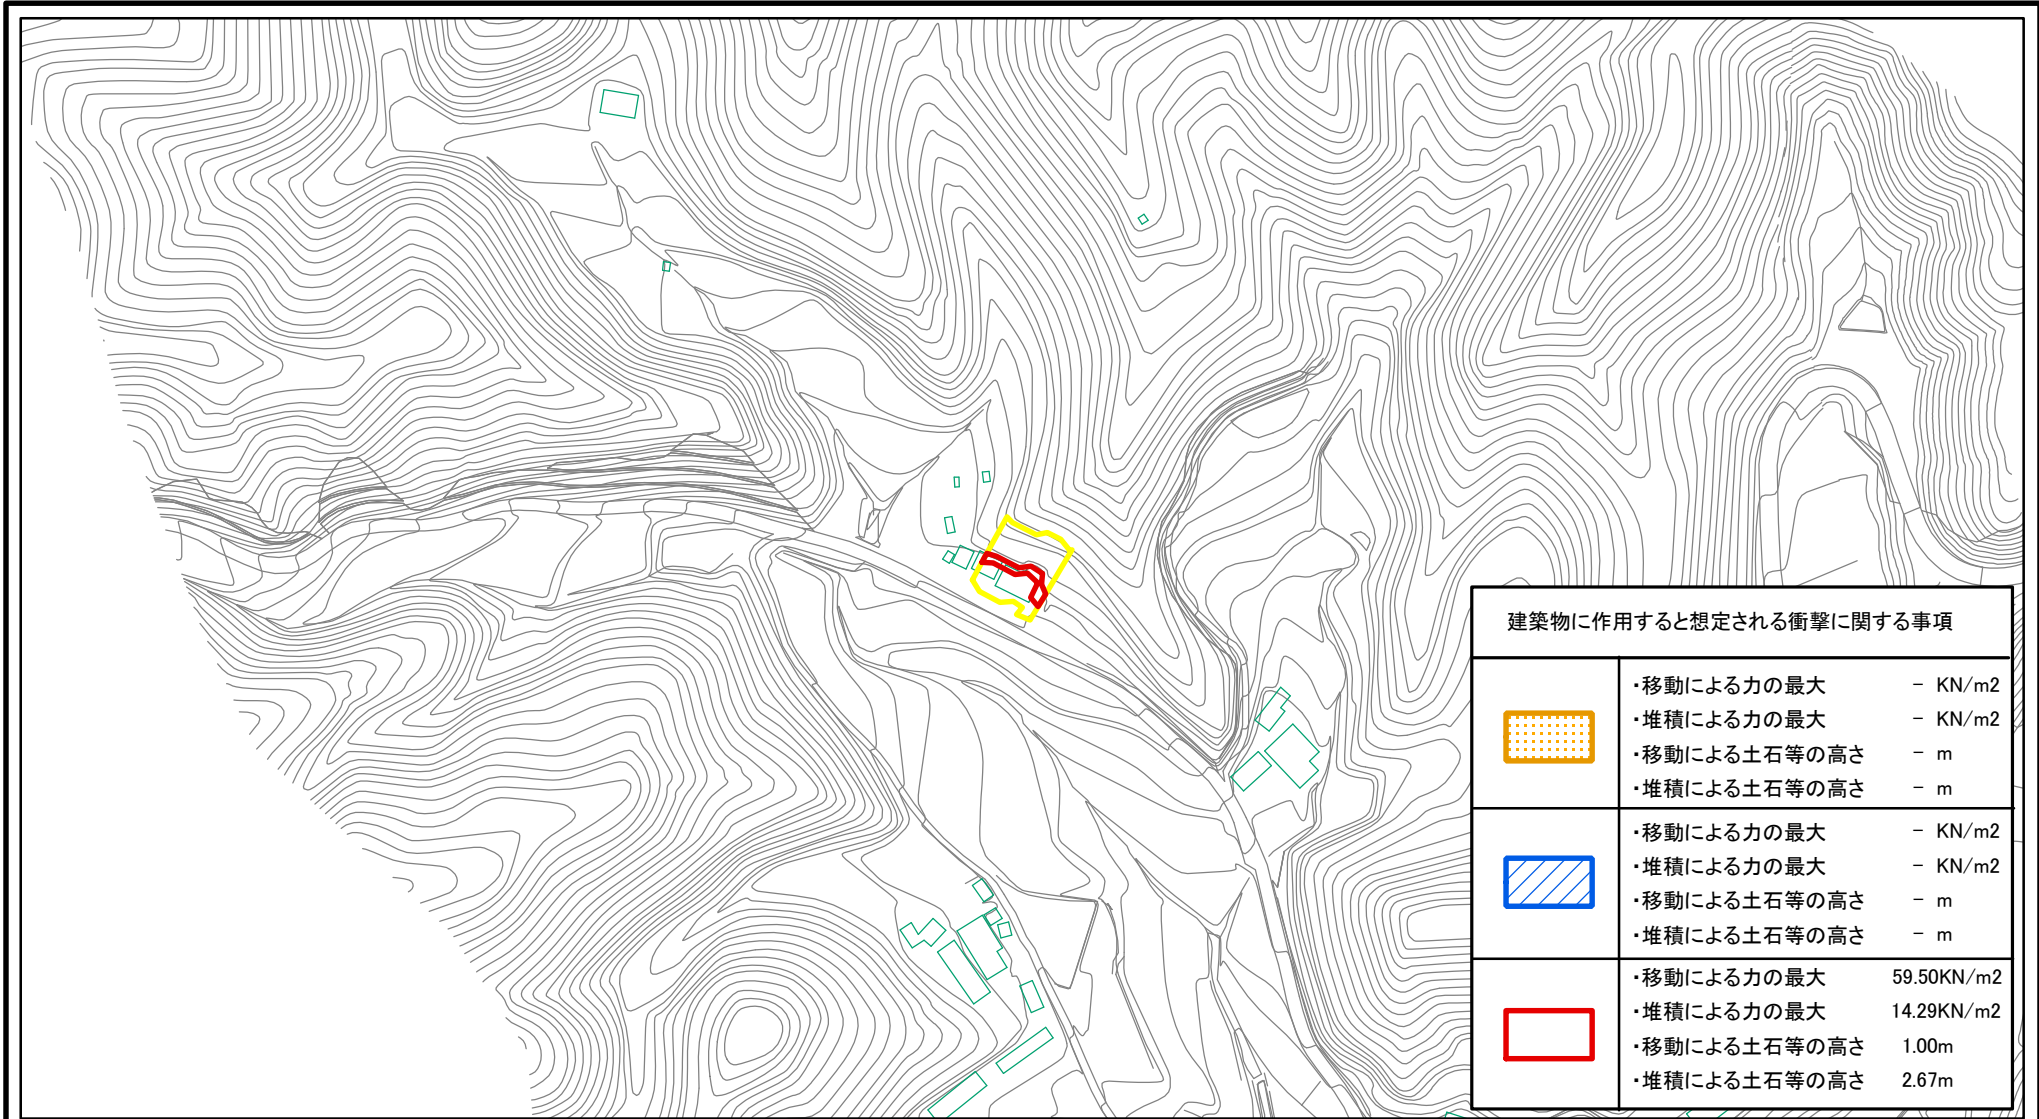 建築物に作用すると想定される衝撃に関する事項
・移動による力の最大 － KN/m2
・堆積による力の最大 － KN/m2
・移動による土石等の高さ － m
・堆積による土石等の高さ － m
・移動による力の最大 － KN/m2
・堆積による力の最大 － KN/m2
・移動による土石等の高さ － m
・堆積による土石等の高さ － m
・移動による力の最大 59.50KN/m2
・堆積による力の最大 14.29KN/m2
・移動による土石等の高さ 1.00m
・堆積による土石等の高さ 2.67m